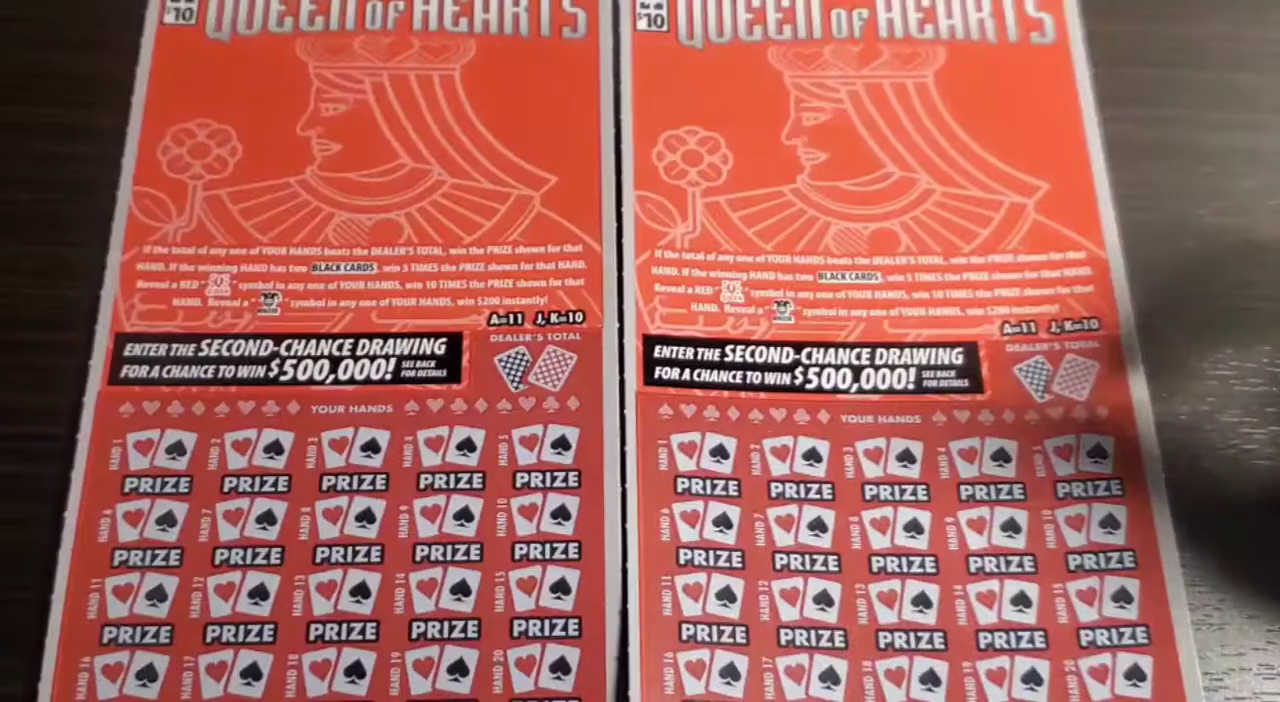 $10
QUEEN OF HEARTS
If the total of any one of YOUR HANDS beats the DEALER'S TOTAL, win the PRIZE shown for that
HAND. If the winning HAND has two BLACK CARDS, win 5 TIMES the PRIZE shown for that HAND.
Reveal a RED " QUEEN " symbol in any one of YOUR HANDS, win 10 TIMES the PRIZE shown for that
HAND. Reveal a " " symbol in any one of YOUR HANDS, win $200 instantly!
A=11 J, K=10
ENTER THE SECOND-CHANCE DRAWING
FOR A CHANCE TO WIN $500,000! SEE BACK
FOR DETAILS
DEALER'S TOTAL
YOUR HANDS
HAND 1 HAND 2 HAND 3 HAND 4 HAND 5
PRIZE PRIZE PRIZE PRIZE PRIZE
HAND 6 HAND 7 HAND 8 HAND 9 HAND 10
PRIZE PRIZE PRIZE PRIZE PRIZE
HAND 11 HAND 12 HAND 13 HAND 14 HAND 15
PRIZE PRIZE PRIZE PRIZE PRIZE
HAND 16 HAND 17 HAND 18 HAND 19 HAND 20
PRIZE
$10
QUEEN OF HEARTS
If the total of any one of YOUR HANDS beats the DEALER'S TOTAL, win the PRIZE shown for that
HAND. If the winning HAND has two BLACK CARDS, win 5 TIMES the PRIZE shown for that HAND.
Reveal a RED " QUEEN " symbol in any one of YOUR HANDS, win 10 TIMES the PRIZE shown for that
HAND. Reveal a " " symbol in any one of YOUR HANDS, win $200 instantly!
A=11 J, K=10
ENTER THE SECOND-CHANCE DRAWING
FOR A CHANCE TO WIN $500,000! SEE BACK
FOR DETAILS
DEALER'S TOTAL
YOUR HANDS
HAND 1 HAND 2 HAND 3 HAND 4 HAND 5
PRIZE PRIZE PRIZE PRIZE PRIZE
HAND 6 HAND 7 HAND 8 HAND 9 HAND 10
PRIZE PRIZE PRIZE PRIZE PRIZE
HAND 11 HAND 12 HAND 13 HAND 14 HAND 15
PRIZE PRIZE PRIZE PRIZE PRIZE
HAND 16 HAND 17 HAND 18 HAND 19 HAND 20